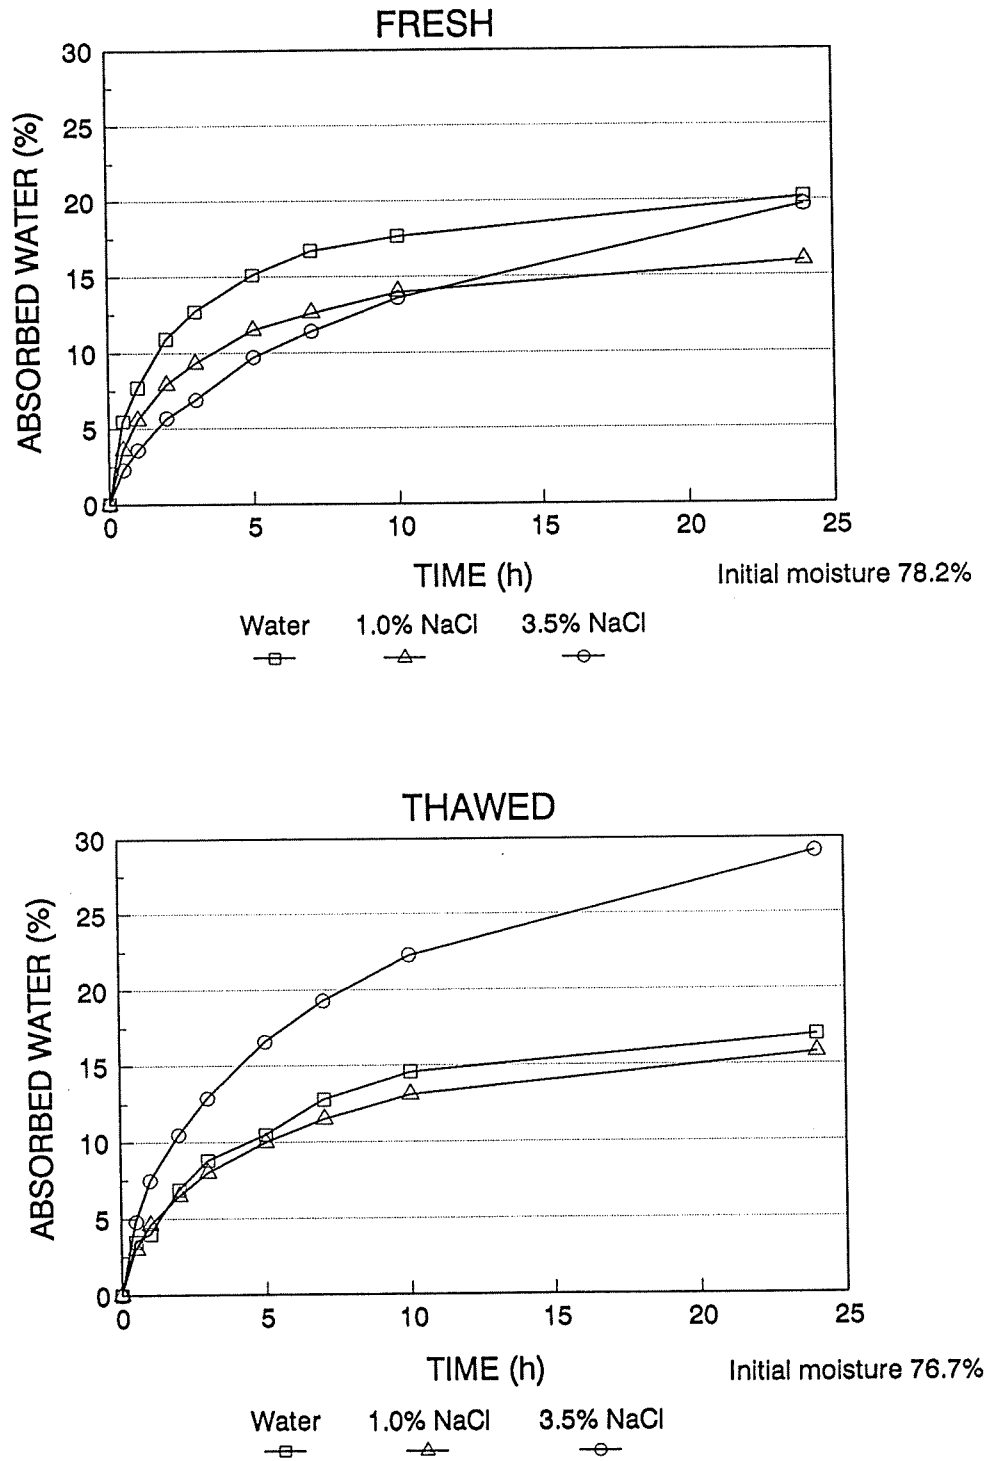 FRESH
30
25
20
15
10
5
0
ABSORBED WATER (%)
0 5 10 15 20 25
TIME (h)
Initial moisture 78.2%
Water 1.0% NaCl 3.5% NaCl
THAWED
30
25
20
15
10
5
0
ABSORBED WATER (%)
0 5 10 15 20 25
TIME (h)
Initial moisture 76.7%
Water 1.0% NaCl 3.5% NaCl